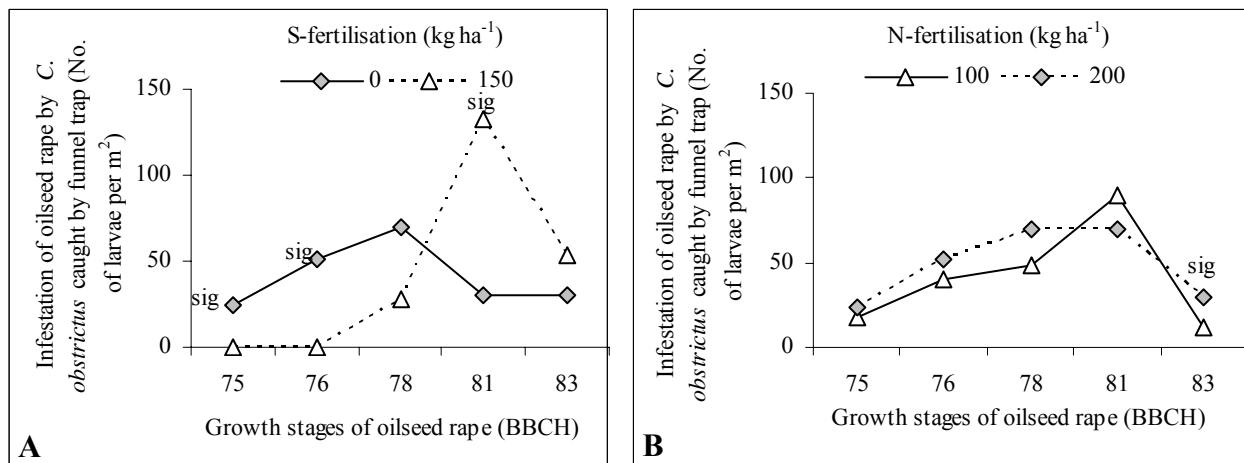 S-fertilisation (kg ha-1)
0 150
Infestation of oilseed rape by C.
obstrictus caught by funnel trap (No.
of larvae per m2)
150
100
50
0
sig
sig
sig
75 76 78 81 83
Growth stages of oilseed rape (BBCH)
A
N-fertilisation (kg ha-1)
100 200
Infestation of oilseed rape by C.
obstrictus caught by funnel trap (No.
of larvae per m2)
150
100
50
0
sig
75 76 78 81 83
Growth stages of oilseed rape (BBCH)
B